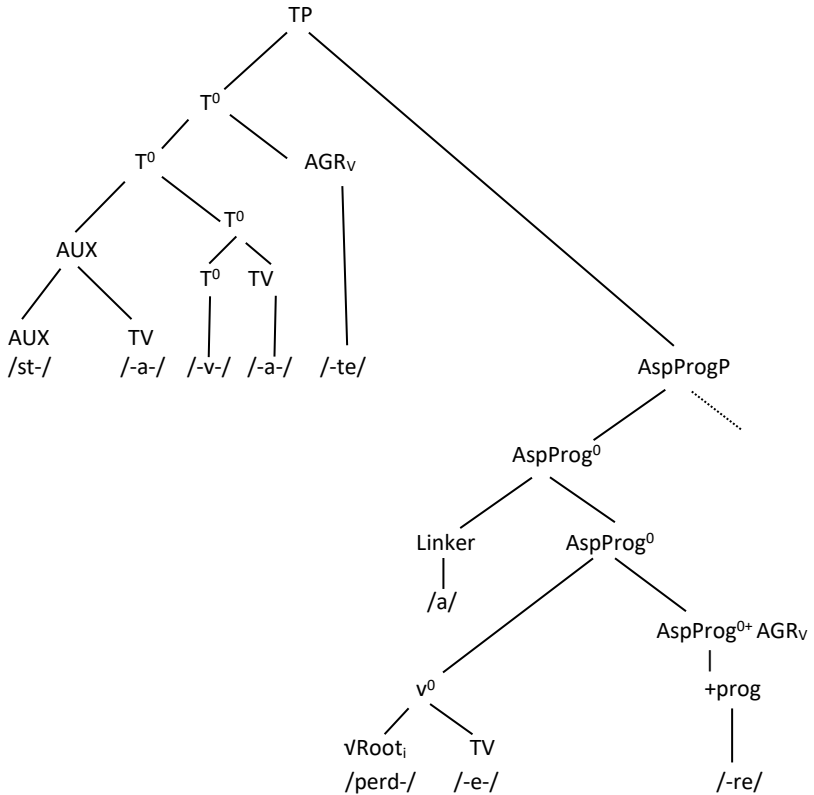 TP
T⁰
T⁰ AGRV
T⁰
AUX
T⁰ TV
AUX TV
/st-/ /-a-/ /-v-/ /-a-/ /-te/ AspProgP
AspProg⁰
Linker AspProg⁰
/a/
AspProg⁰⁺ AGRV
v⁰ +prog
√Rooti TV
/perd-/ /-e-/ /-re/